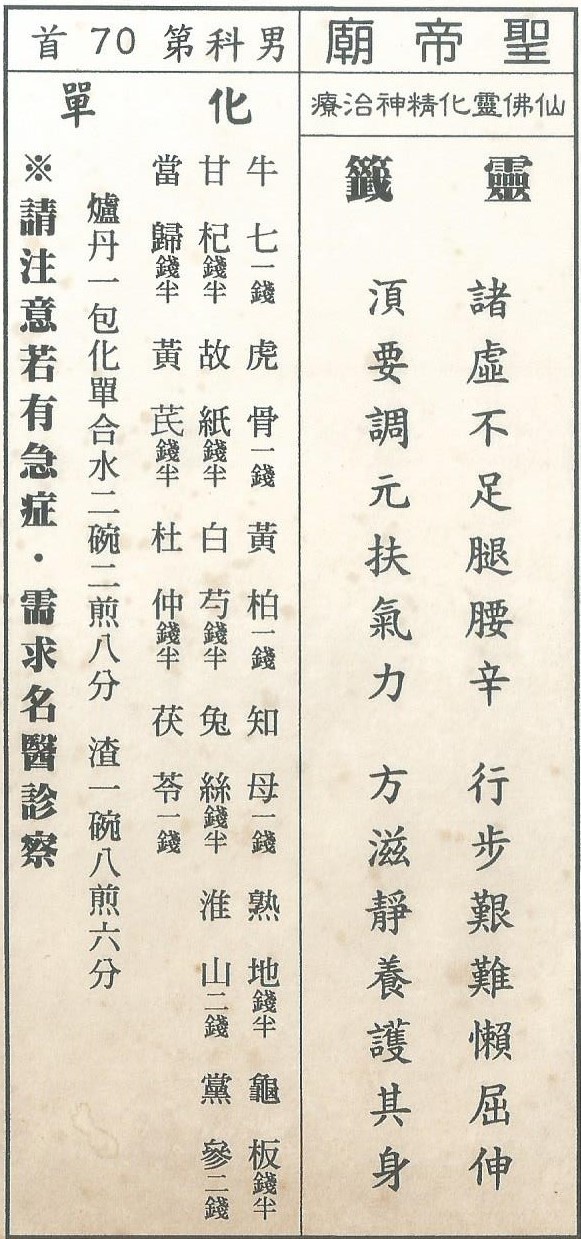 聖帝廟
仙佛靈化精神治療
靈籤
諸虛不足腿腰辛　行步艱難懶屈伸
須要調元扶氣力　方滋靜養護其身
男科第70首
化單
牛七一錢　虎骨一錢　黃柏一錢　知母一錢　熟地錢半　龜板錢半
甘杞錢半　故紙錢半　白芍錢半　兔絲錢半　淮山二錢　黨參二錢
當歸錢半　黃芪錢半　杜仲錢半　茯苓一錢
爐丹一包化單合水二碗二煎八分　渣一碗八煎六分
※請注意若有急症・需求名醫診察